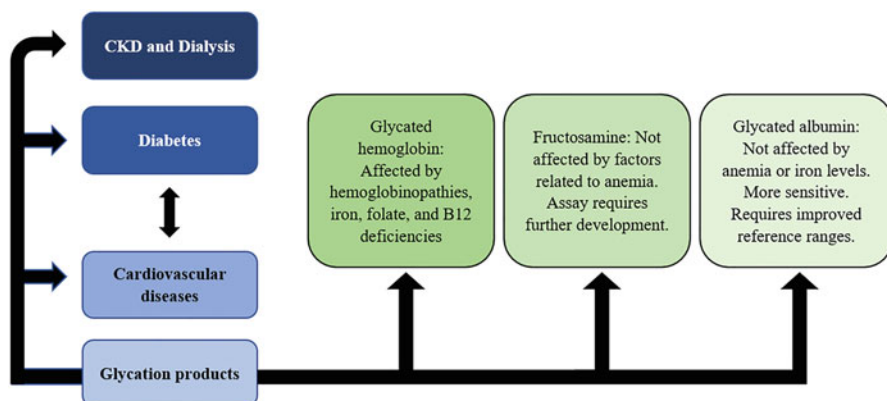 CKD and Dialysis
Diabetes
Cardiovascular
diseases
Glycation products
Glycated
hemoglobin:
Affected by
hemoglobinopathies,
iron, folate, and B12
deficiencies
Fructosamine: Not
affected by factors
related to anemia.
Assay requires
further development.
Glycated albumin:
Not affected by
anemia or iron levels.
More sensitive.
Requires improved
reference ranges.